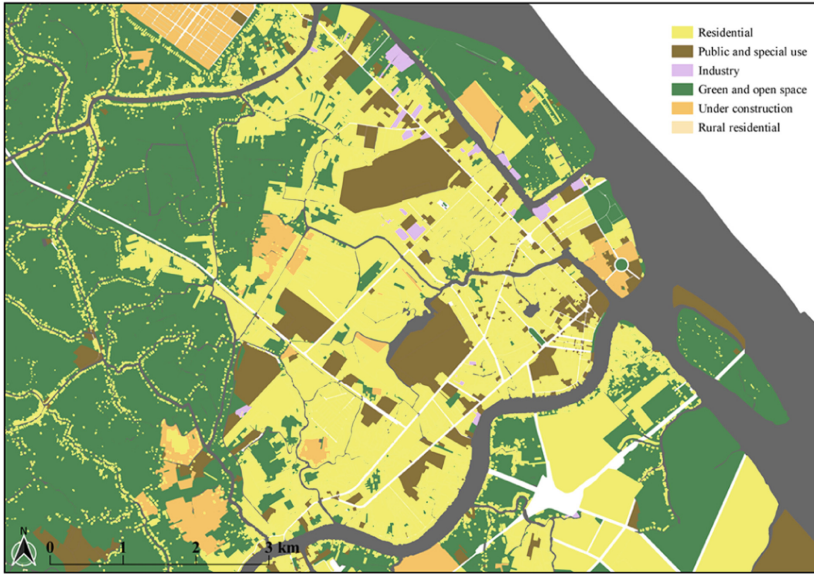 Residential
Public and special use
Industry
Green and open space
Under construction
Rural residential
N
0 1 2 3 km